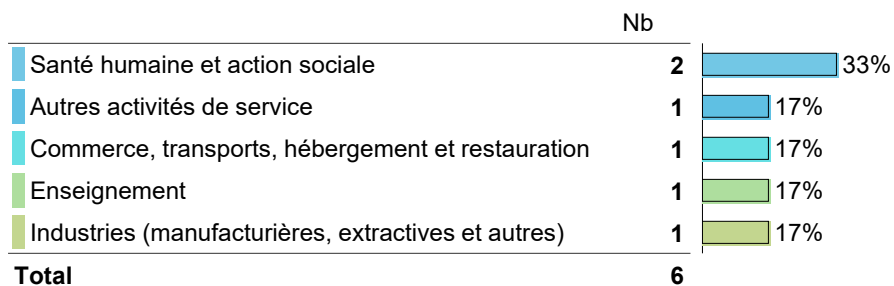 Nb
Santé humaine et action sociale 2 33%
Autres activités de service 1 17%
Commerce, transports, hébergement et restauration 1 17%
Enseignement 1 17%
Industries (manufacturières, extractives et autres) 1 17%
Total 6